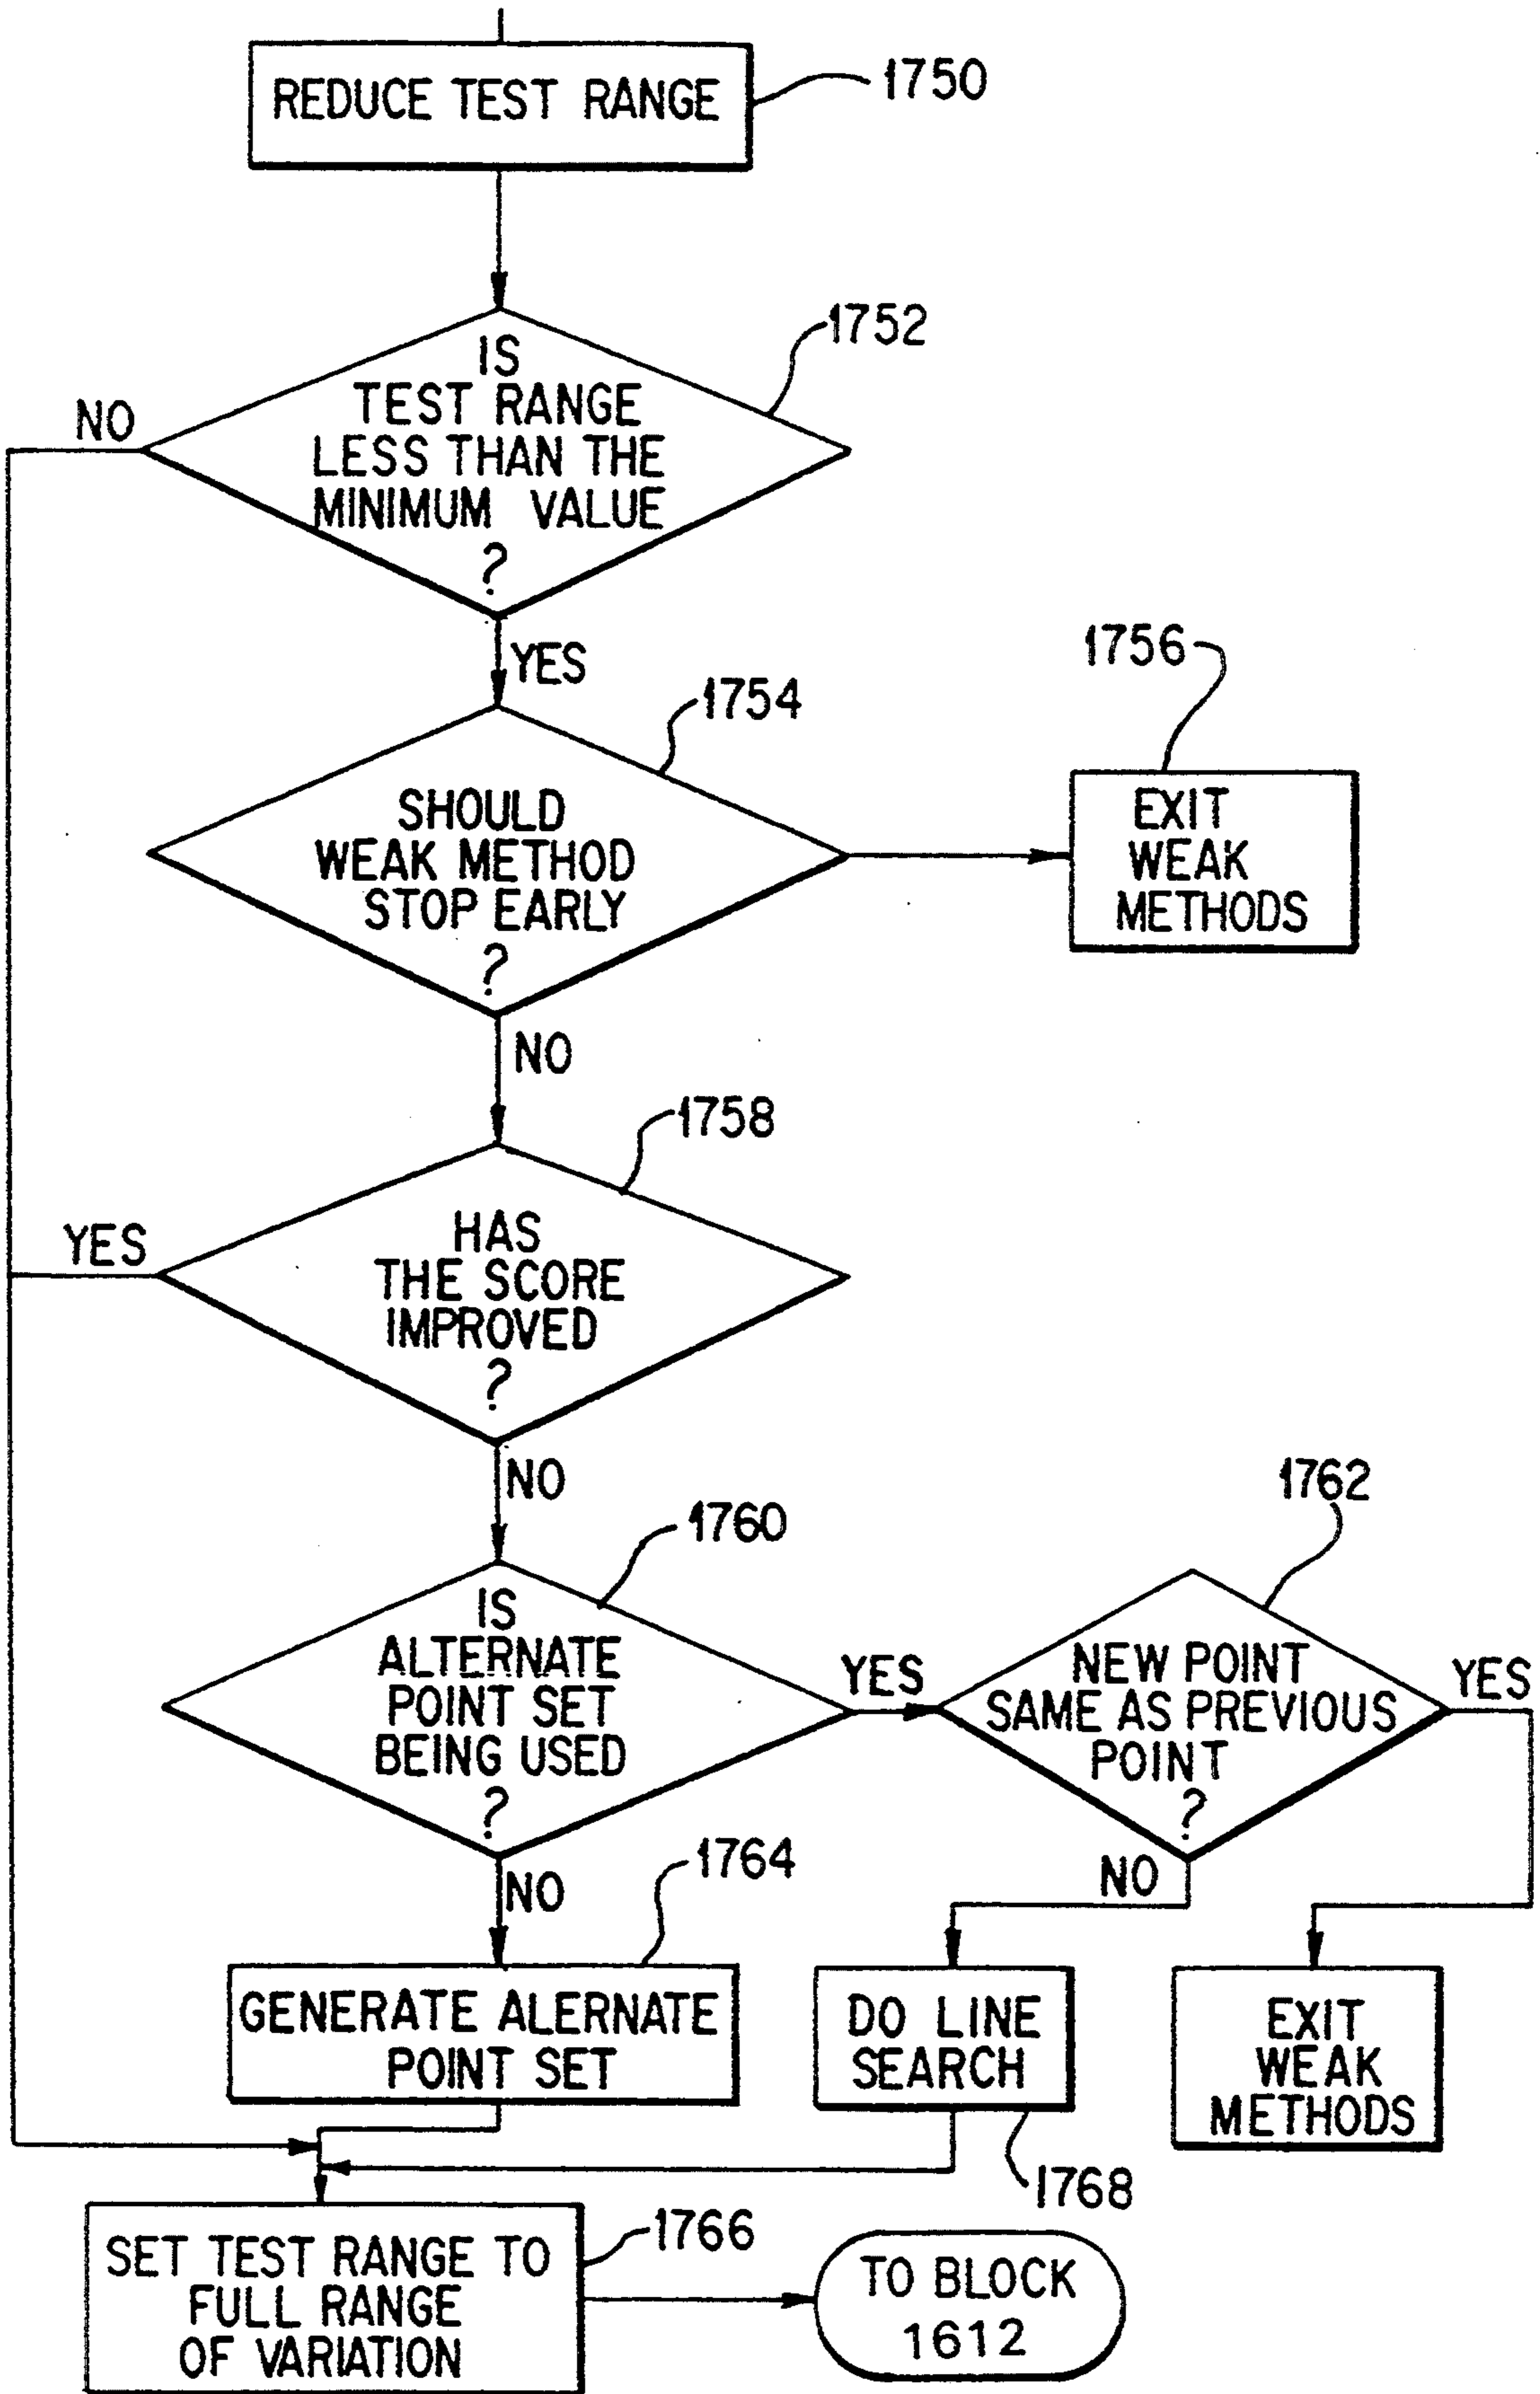 REDUCE TEST RANGE
1750
IS
TEST RANGE
LESS THAN THE
MINIMUM VALUE
?
1752
NO
YES
SHOULD
WEAK METHOD
STOP EARLY
?
1754
EXIT
WEAK
METHODS
1756
NO
HAS
THE SCORE
IMPROVED
?
1758
YES
NO
IS
ALTERNATE
POINT SET
BEING USED
?
1760
YES
NEW POINT
SAME AS PREVIOUS
POINT
?
1762
YES
NO
NO
GENERATE ALERNATE
POINT SET
1764
DO LINE
SEARCH
1768
EXIT
WEAK
METHODS
SET TEST RANGE TO
FULL RANGE
OF VARIATION
1766
TO BLOCK
1612